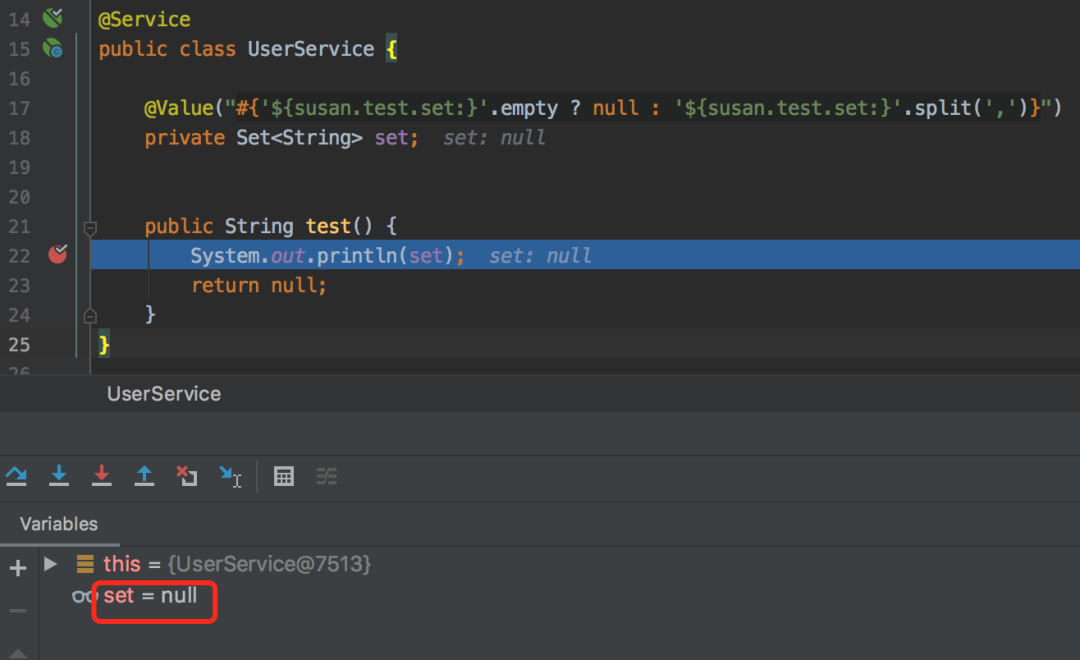 14 @Service
15 public class UserService {
16
17 @Value("#{'${susan.test.set:}'.empty ? null : '${susan.test.set:}'.split(',')}")
18 private Set<String> set; set: null
19
20
21 public String test() {
22 System.out.println(set); set: null
23 return null;
24 }
25 }
26
UserService
Variables
this = {UserService@7513}
set = null